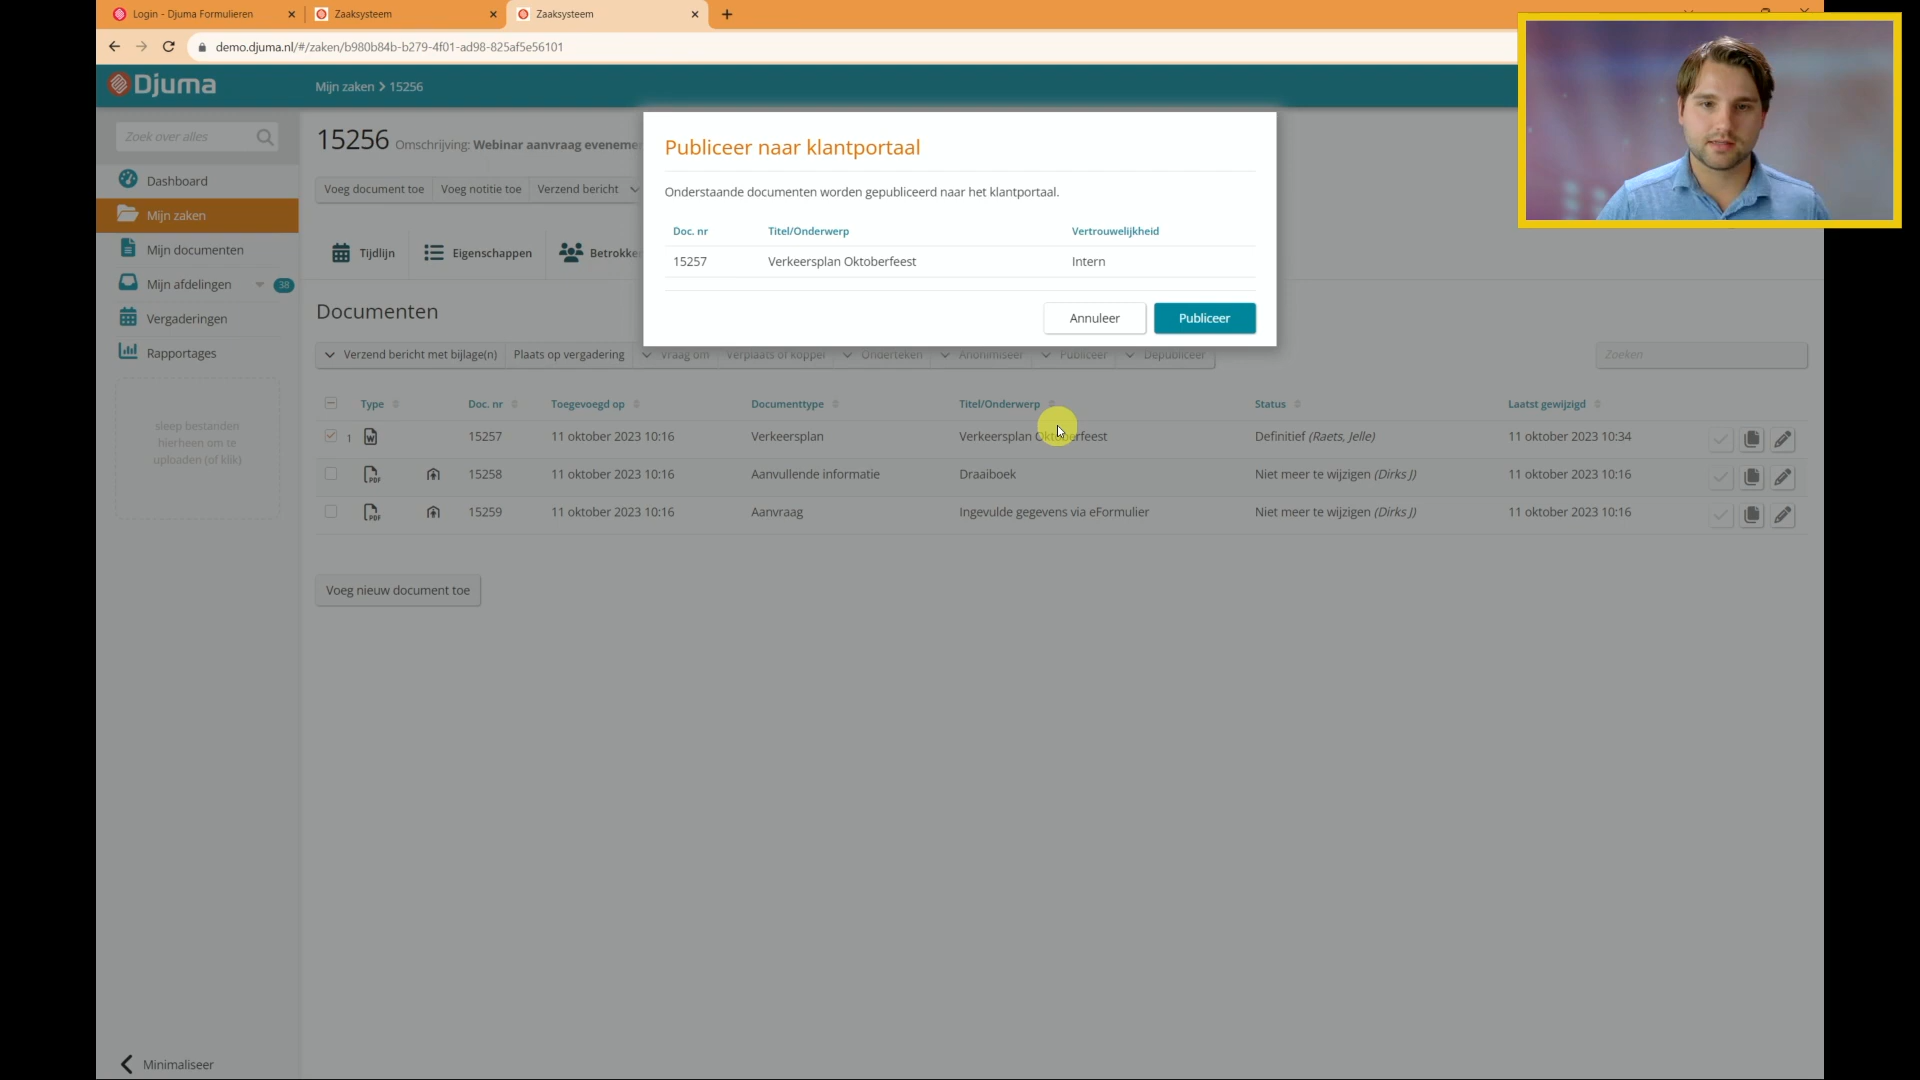 Login - Djuma Formulieren
Zaaksysteem
Zaaksysteem
demo.djuma.nl/#/zaken/b980b84b-b279-4f01-ad98-825af5e56101
Djuma
Mijn zaken > 15256
Zoek over alles
Dashboard
Mijn zaken
Mijn documenten
Mijn afdelingen
38
Vergaderingen
Rapportages
sleep bestanden
hierheen om te
uploaden (of klik)
Minimaliseer
15256 Omschrijving: Webinar aanvraag
Voeg document toe Voeg notitie toe Verzend bericht
Tijdlijn Eigenschappen
Publiceer naar klantportaal
Onderstaande documenten worden gepubliceerd naar het klantportaal.
Doc. nr Titel/Onderwerp Vertrouwelijkheid
15257 Verkeersplan Oktoberfeest Intern
Annuleer Publiceer
Documenten
Verzend bericht met bijlage(n) Plaats op vergadering Vraag om Verplaats of koppel Onderteken Anonimiseer Publiceer Depubliceer
Zoeken
Type Doc. nr Toegevoegd op Documenttype Titel/Onderwerp Status Laatst gewijzigd
1 15257 11 oktober 2023 10:16 Verkeersplan Verkeersplan Oktoberfeest Definitief (Raets, Jelle) 11 oktober 2023 10:34
PDF 15258 11 oktober 2023 10:16 Aanvullende informatie Draaiboek Niet meer te wijzigen (Dirks J) 11 oktober 2023 10:16
PDF 15259 11 oktober 2023 10:16 Aanvraag Ingevulde gegevens via eFormulier Niet meer te wijzigen (Dirks J) 11 oktober 2023 10:16
Voeg nieuw document toe